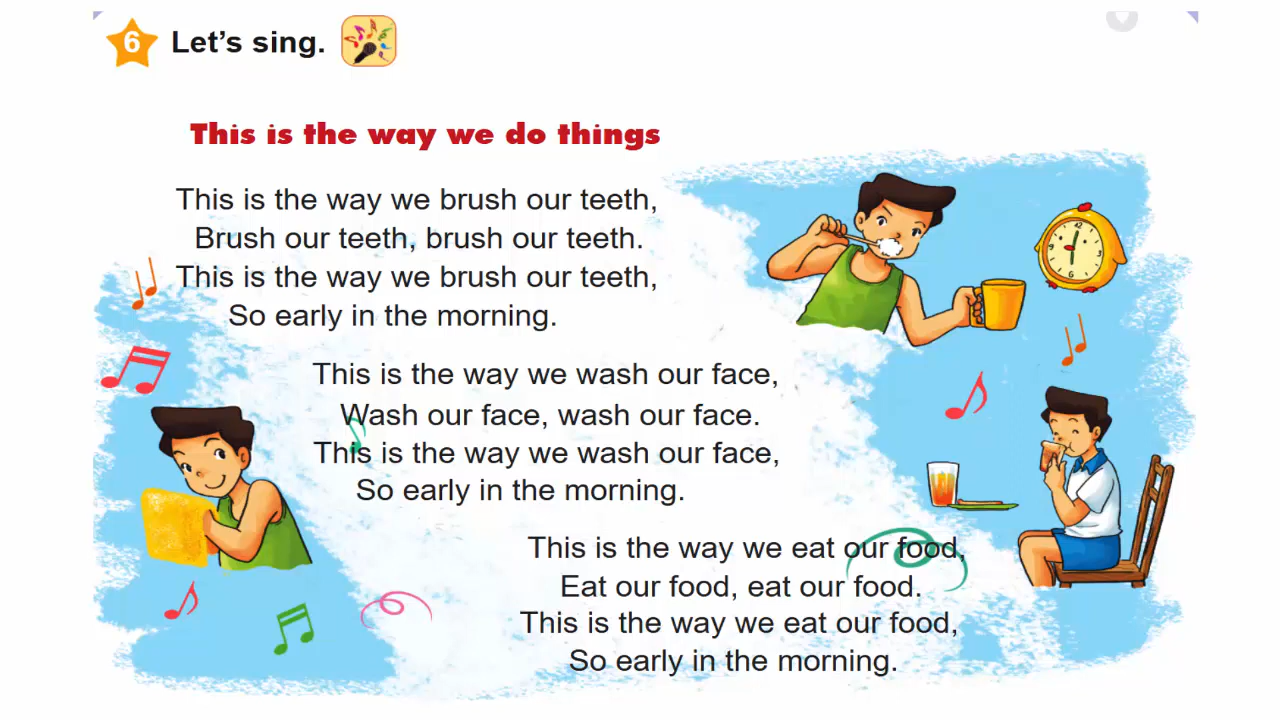 6 Let's sing.
This is the way we do things
This is the way we brush our teeth,
Brush our teeth, brush our teeth.
This is the way we brush our teeth,
So early in the morning.
This is the way we wash our face,
Wash our face, wash our face.
This is the way we wash our face,
So early in the morning.
This is the way we eat our food,
Eat our food, eat our food.
This is the way we eat our food,
So early in the morning.